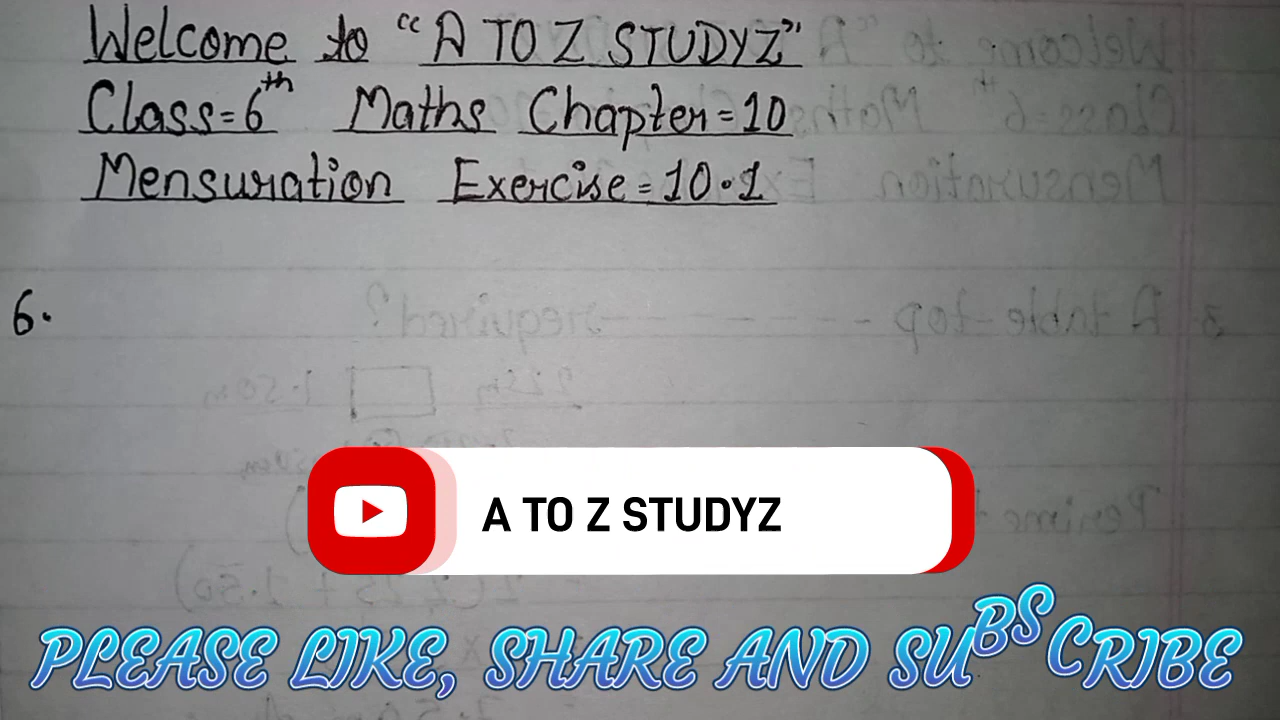 Welcome to "A TO Z STUDYZ"
Class=6th Maths Chapter=10
Mensuration Exercise=10.1
6.
A TO Z STUDYZ
PLEASE LIKE, SHARE AND SUBSCRIBE